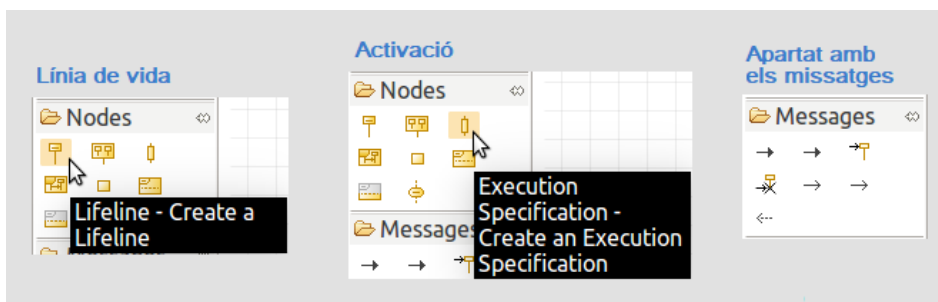 Línia de vida
Nodes
Lifeline - Create a
Lifeline
Activació
Nodes
Execution
Specification -
Create an Execution
Specification
Messages
Apartat amb
els missatges
Messages